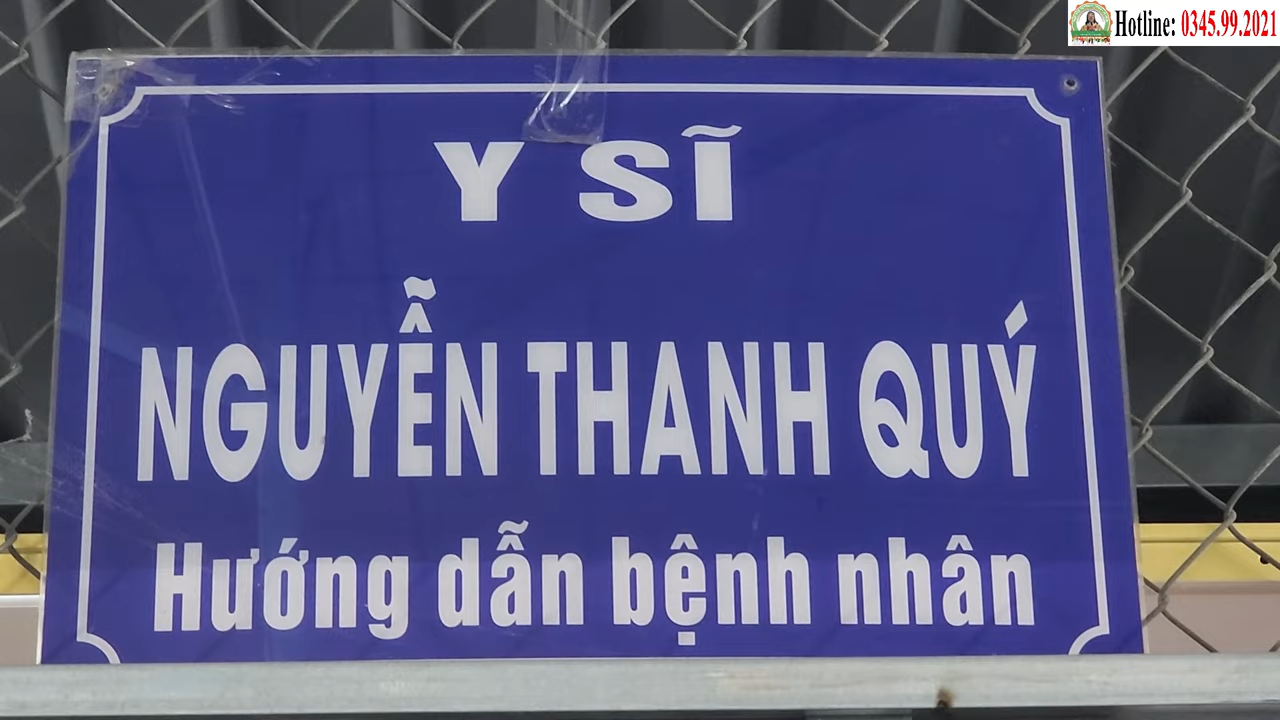 Hotline: 0345.99.2021
Y SĨ
NGUYỄN THANH QUÝ
Hướng dẫn bệnh nhân